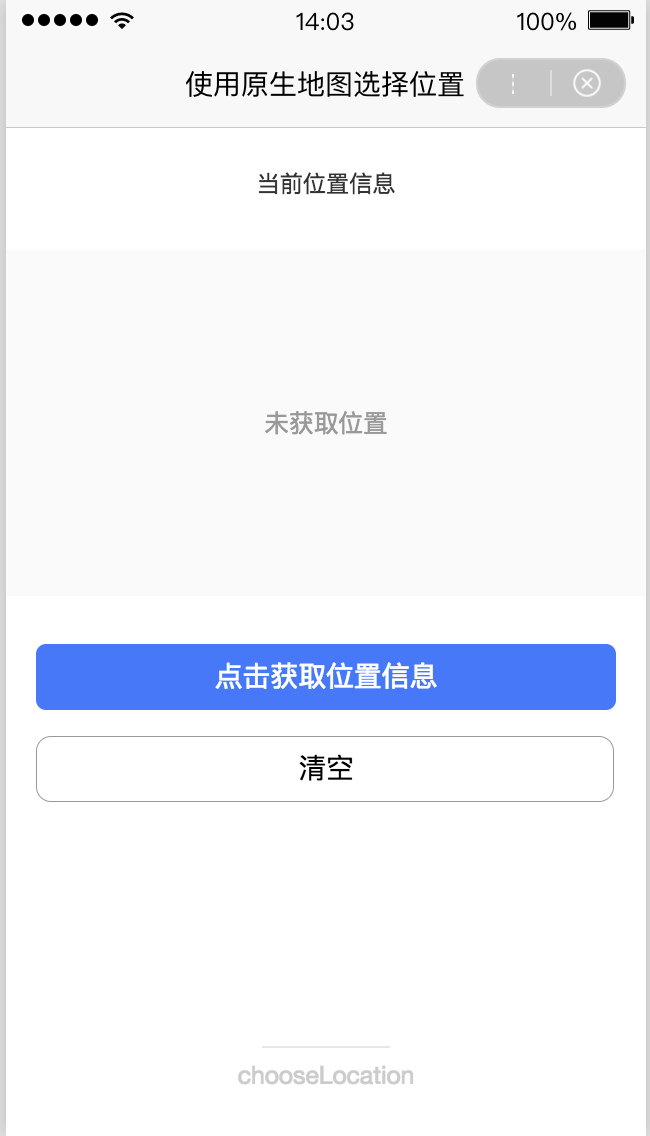 14:03
100%
使用原生地图选择位置
当前位置信息
未获取位置
点击获取位置信息
清空
chooseLocation